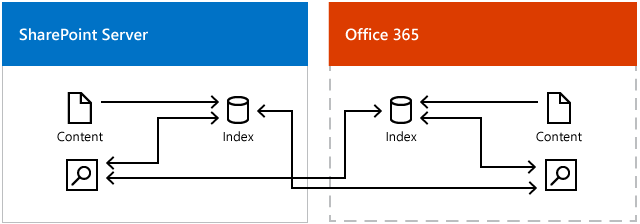 SharePoint Server
Office 365
Content
Index
Index
Content